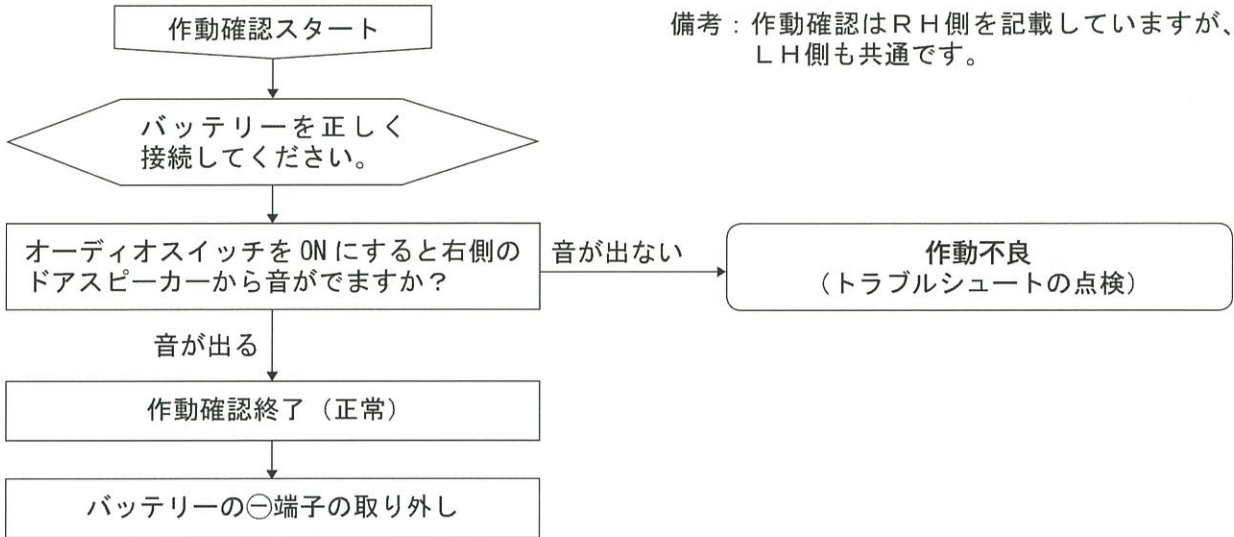 作動確認スタート
備考：作動確認はＲＨ側を記載していますが、
ＬＨ側も共通です。
バッテリーを正しく
接続してください。
オーディオスイッチを ON にすると右側の
ドアスピーカーから音がでますか？
音が出ない
作動不良
（トラブルシュートの点検）
音が出る
作動確認終了（正常）
バッテリーの㊀端子の取り外し